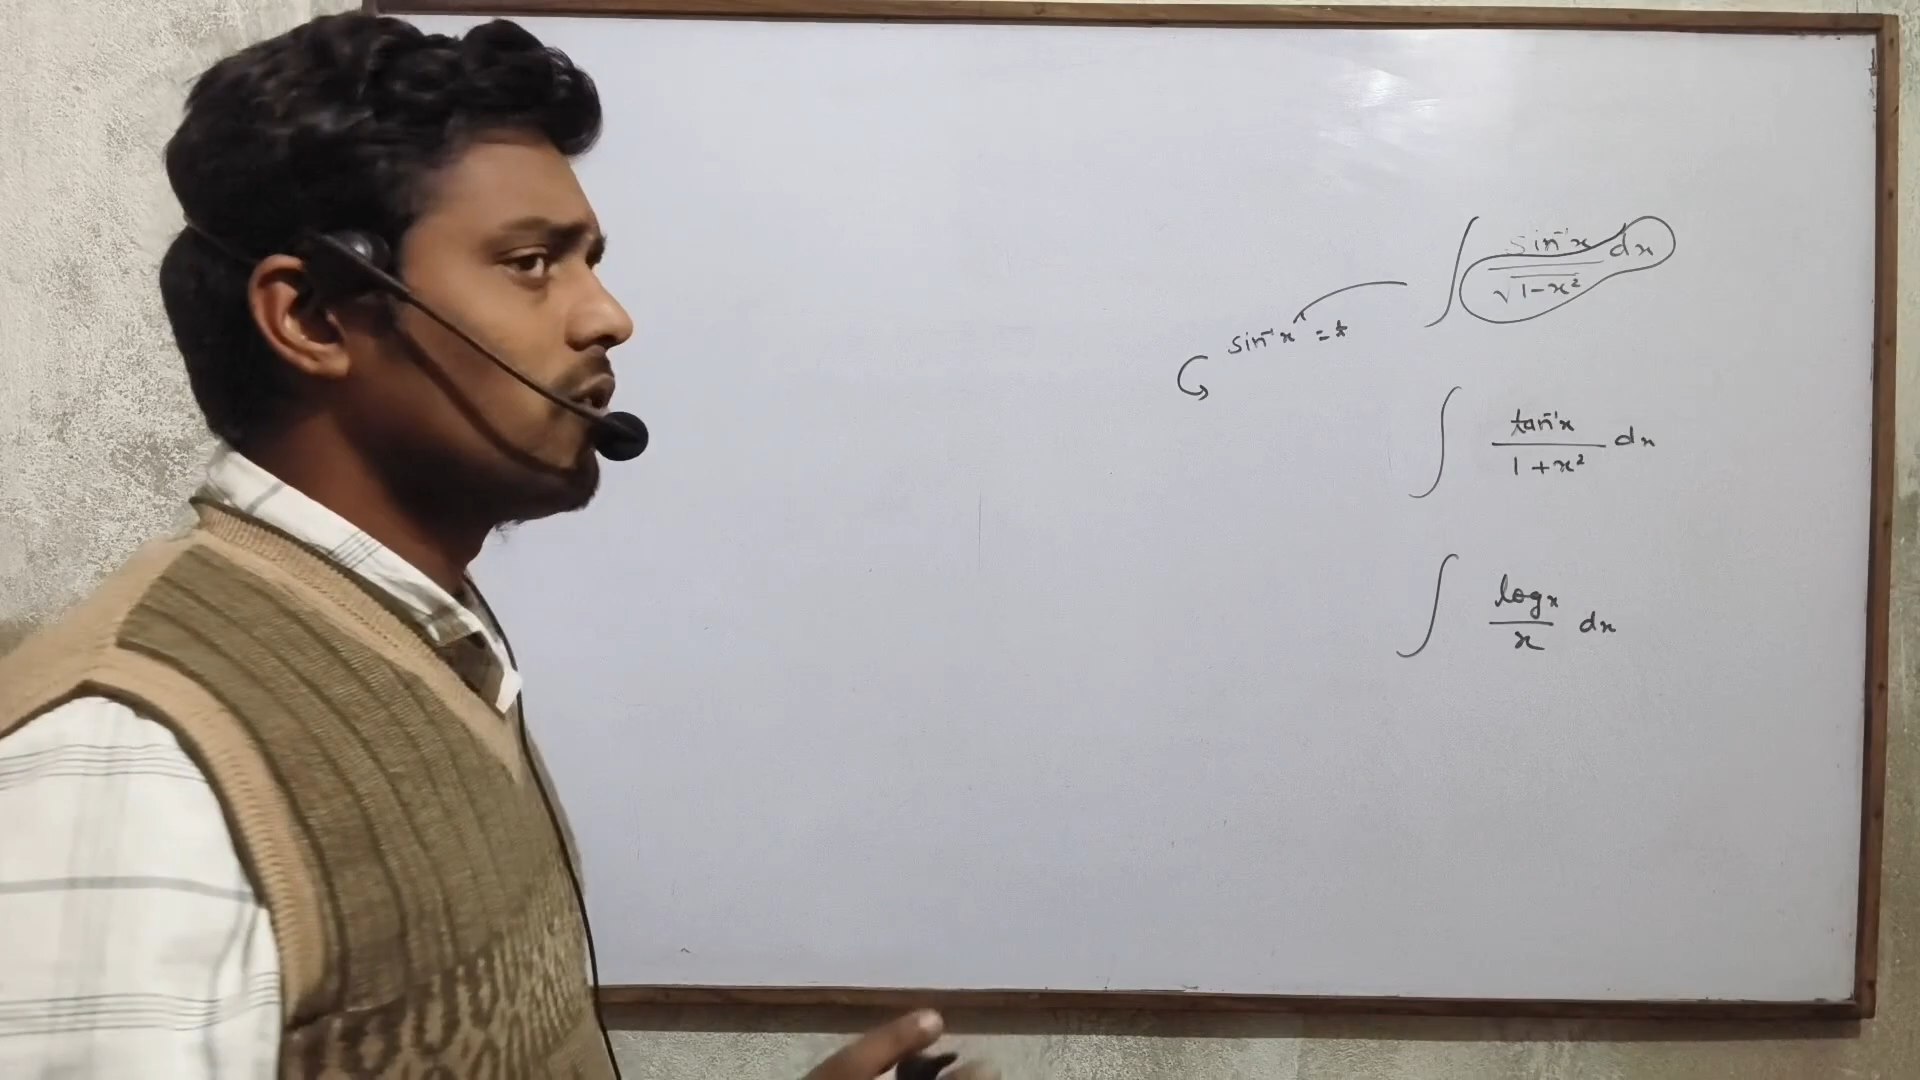 ∫ sin⁻¹x / √1-x² dx
sin⁻¹x = t
∫ tan⁻¹x / 1+x² dx
∫ logx / x dx